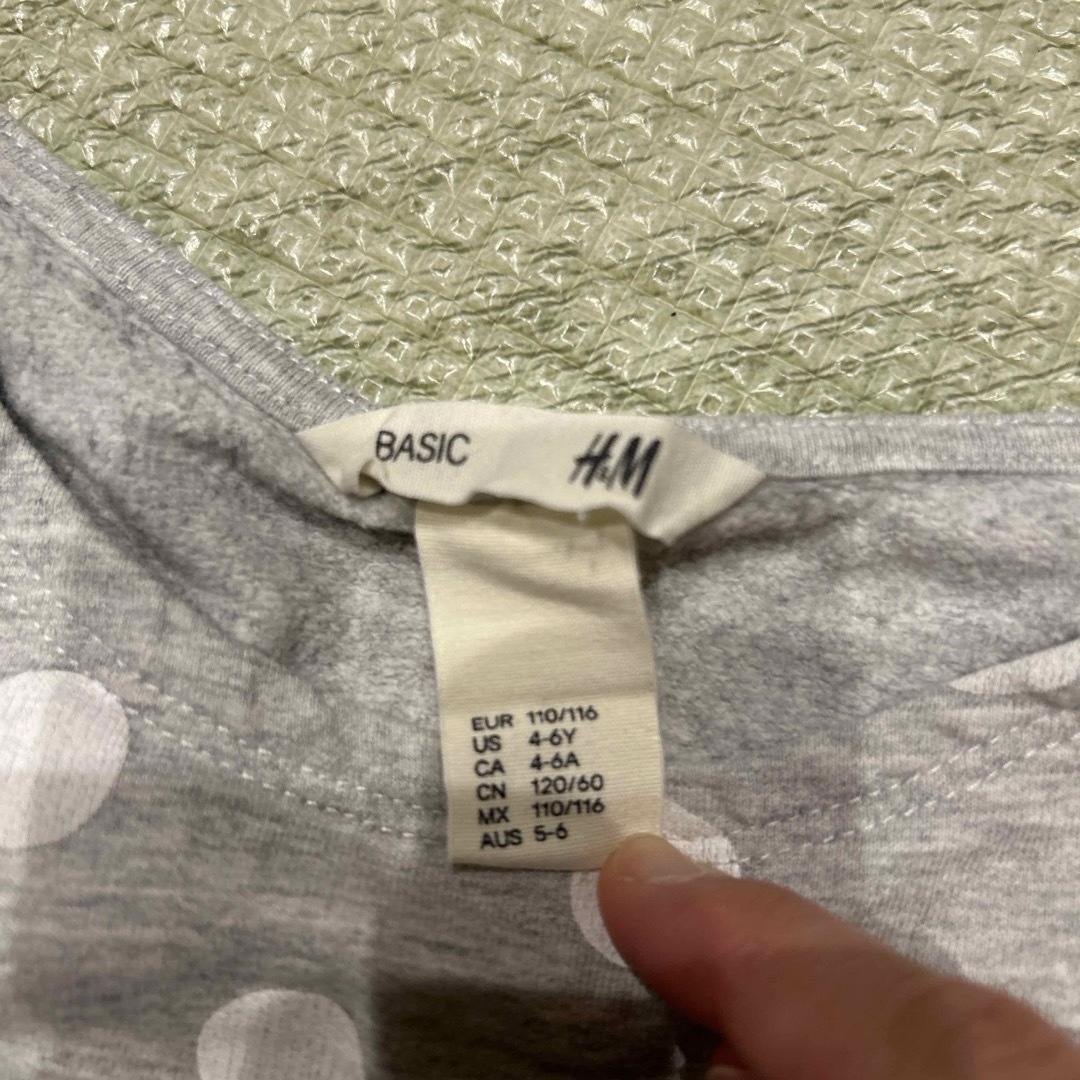 BASIC H&M
EUR 110/116
US 4-6Y
CA 4-6A
CN 120/60
MX 110/116
AUS 5-6